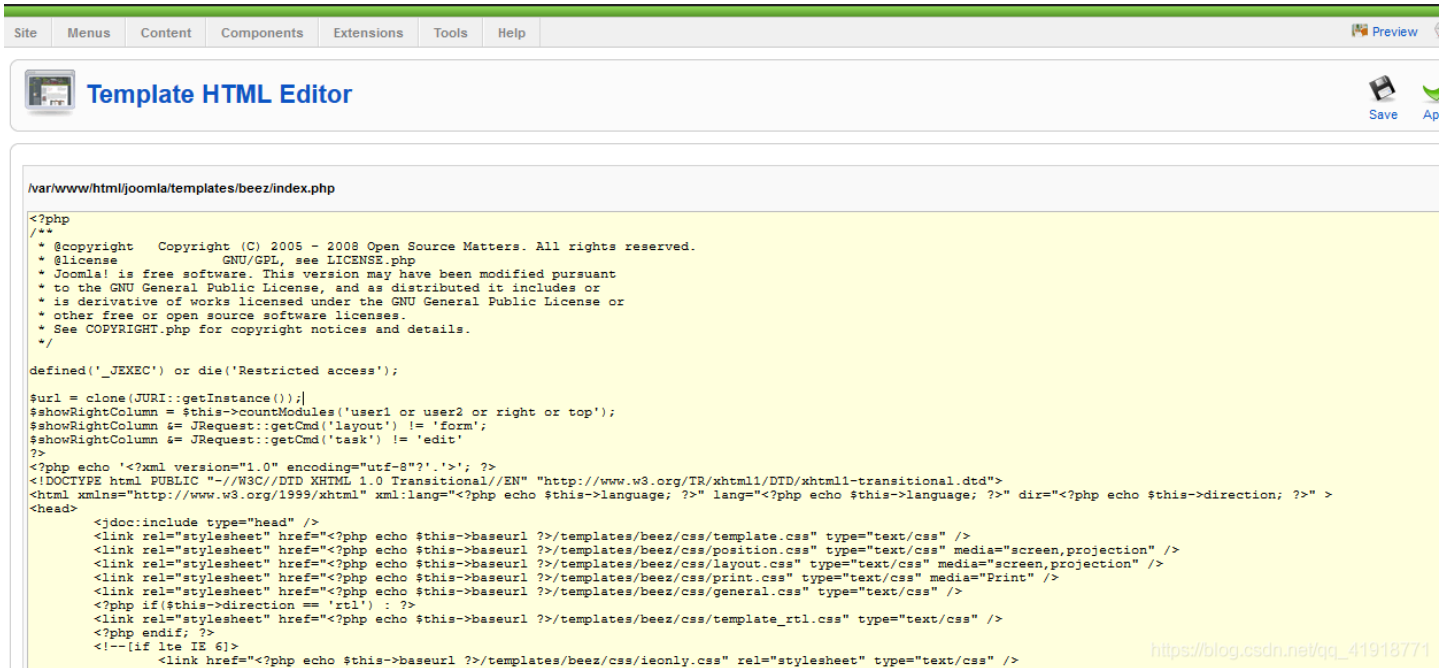 Site Menus Content Components Extensions Tools Help Preview
Template HTML Editor
Save
/var/www/html/joomla/templates/beez/index.php
<?php
/**
 * @copyright   Copyright (C) 2005 - 2008 Open Source Matters. All rights reserved.
 * @license             GNU/GPL, see LICENSE.php
 * Joomla! is free software. This version may have been modified pursuant
 * to the GNU General Public License, and as distributed it includes or
 * is derivative of works licensed under the GNU General Public License or
 * other free or open source software licenses.
 * See COPYRIGHT.php for copyright notices and details.
 */
defined('_JEXEC') or die('Restricted access');
$url = clone(JURI::getInstance());
$showRightColumn = $this->countModules('user1 or user2 or right or top');
$showRightColumn &= JRequest::getCmd('layout') != 'form';
$showRightColumn &= JRequest::getCmd('task') != 'edit'
?>
<?php echo '<?xml version="1.0" encoding="utf-8"?'.'>'; ?>
<!DOCTYPE html PUBLIC "-//W3C//DTD XHTML 1.0 Transitional//EN" "http://www.w3.org/TR/xhtml1/DTD/xhtml1-transitional.dtd">
<html xmlns="http://www.w3.org/1999/xhtml" xml:lang="<?php echo $this->language; ?>" lang="<?php echo $this->language; ?>" dir="<?php echo $this->direction; ?>" >
<head>
        <jdoc:include type="head" />
        <link rel="stylesheet" href="<?php echo $this->baseurl ?>/templates/beez/css/template.css" type="text/css" />
        <link rel="stylesheet" href="<?php echo $this->baseurl ?>/templates/beez/css/position.css" type="text/css" media="screen,projection" />
        <link rel="stylesheet" href="<?php echo $this->baseurl ?>/templates/beez/css/layout.css" type="text/css" media="screen,projection" />
        <link rel="stylesheet" href="<?php echo $this->baseurl ?>/templates/beez/css/print.css" type="text/css" media="Print" />
        <link rel="stylesheet" href="<?php echo $this->baseurl ?>/templates/beez/css/general.css" type="text/css" />
        <?php if($this->direction == 'rtl') : ?>
        <link rel="stylesheet" href="<?php echo $this->baseurl ?>/templates/beez/css/template_rtl.css" type="text/css" />
        <?php endif; ?>
        <!--[if lte IE 6]>
                <link href="<?php echo $this->baseurl ?>/templates/beez/css/ieonly.css" rel="stylesheet" type="text/css" />
https://blog.csdn.net/qq_41918771